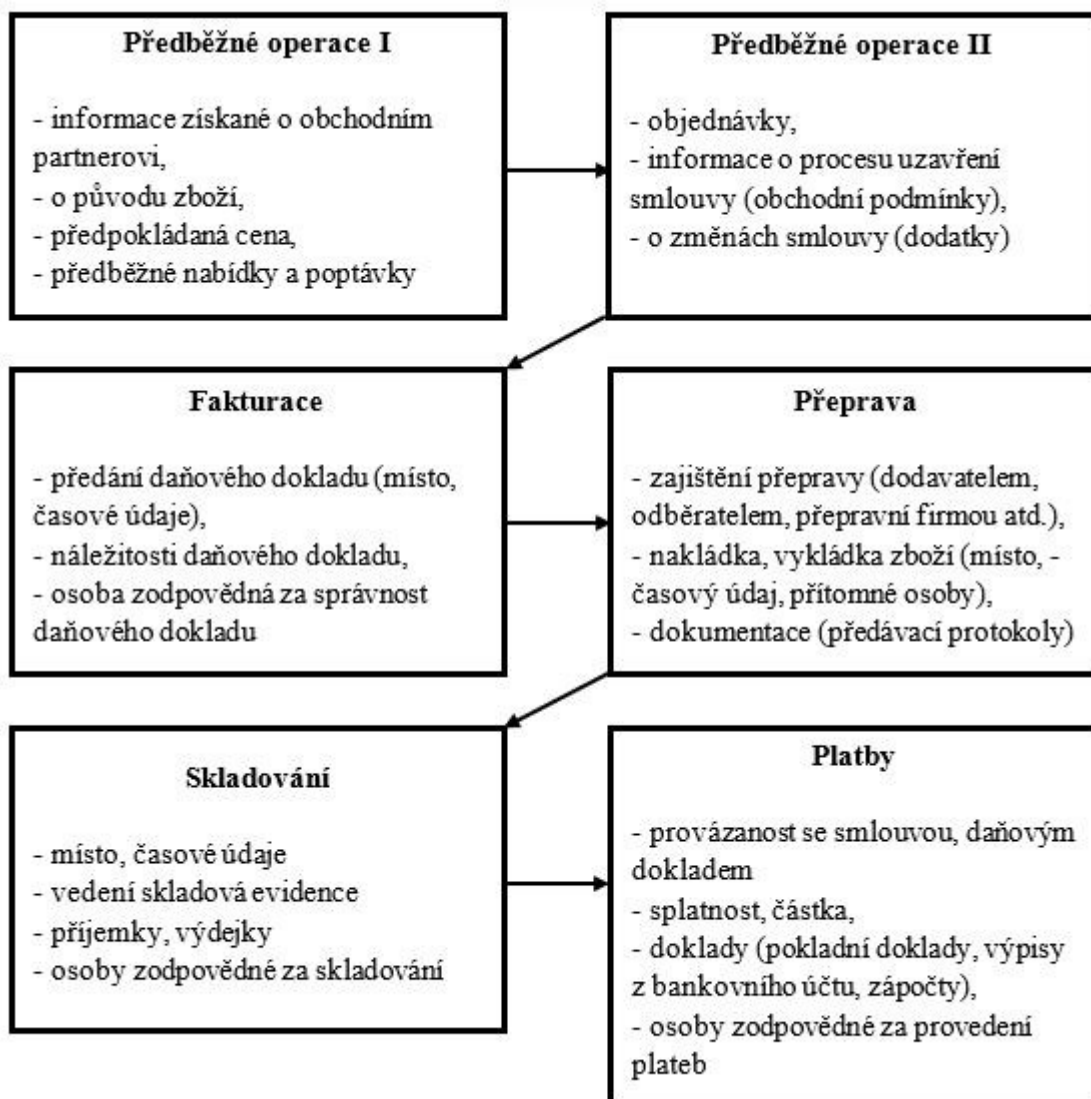 Předběžné operace I
- informace získané o obchodním
partnerovi,
- o původu zboží,
- předpokládaná cena,
- předběžné nabídky a poptávky
Předběžné operace II
- objednávky,
- informace o procesu uzavření
smlouvy (obchodní podmínky),
- o změnách smlouvy (dodatky)
Fakturace
- předání daňového dokladu (místo,
časové údaje),
- náležitosti daňového dokladu,
- osoba zodpovědná za správnost
daňového dokladu
Přeprava
- zajištění přepravy (dodavatelem,
odběratelem, přepravní firmou atd.),
- nakládka, vykládka zboží (místo, -
časový údaj, přítomné osoby),
- dokumentace (předávací protokoly)
Skladování
- místo, časové údaje
- vedení skladová evidence
- příjemky, výdejky
- osoby zodpovědné za skladování
Platby
- provázanost se smlouvou, daňovým
dokladem
- splatnost, částka,
- doklady (pokladní doklady, výpisy
z bankovního účtu, zápočty),
- osoby zodpovědné za provedení
plateb